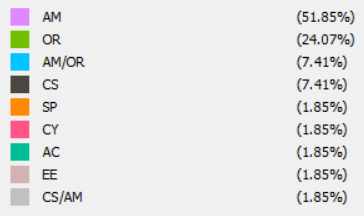 AM (51.85%)
OR (24.07%)
AM/OR (7.41%)
CS (7.41%)
SP (1.85%)
CY (1.85%)
AC (1.85%)
EE (1.85%)
CS/AM (1.85%)